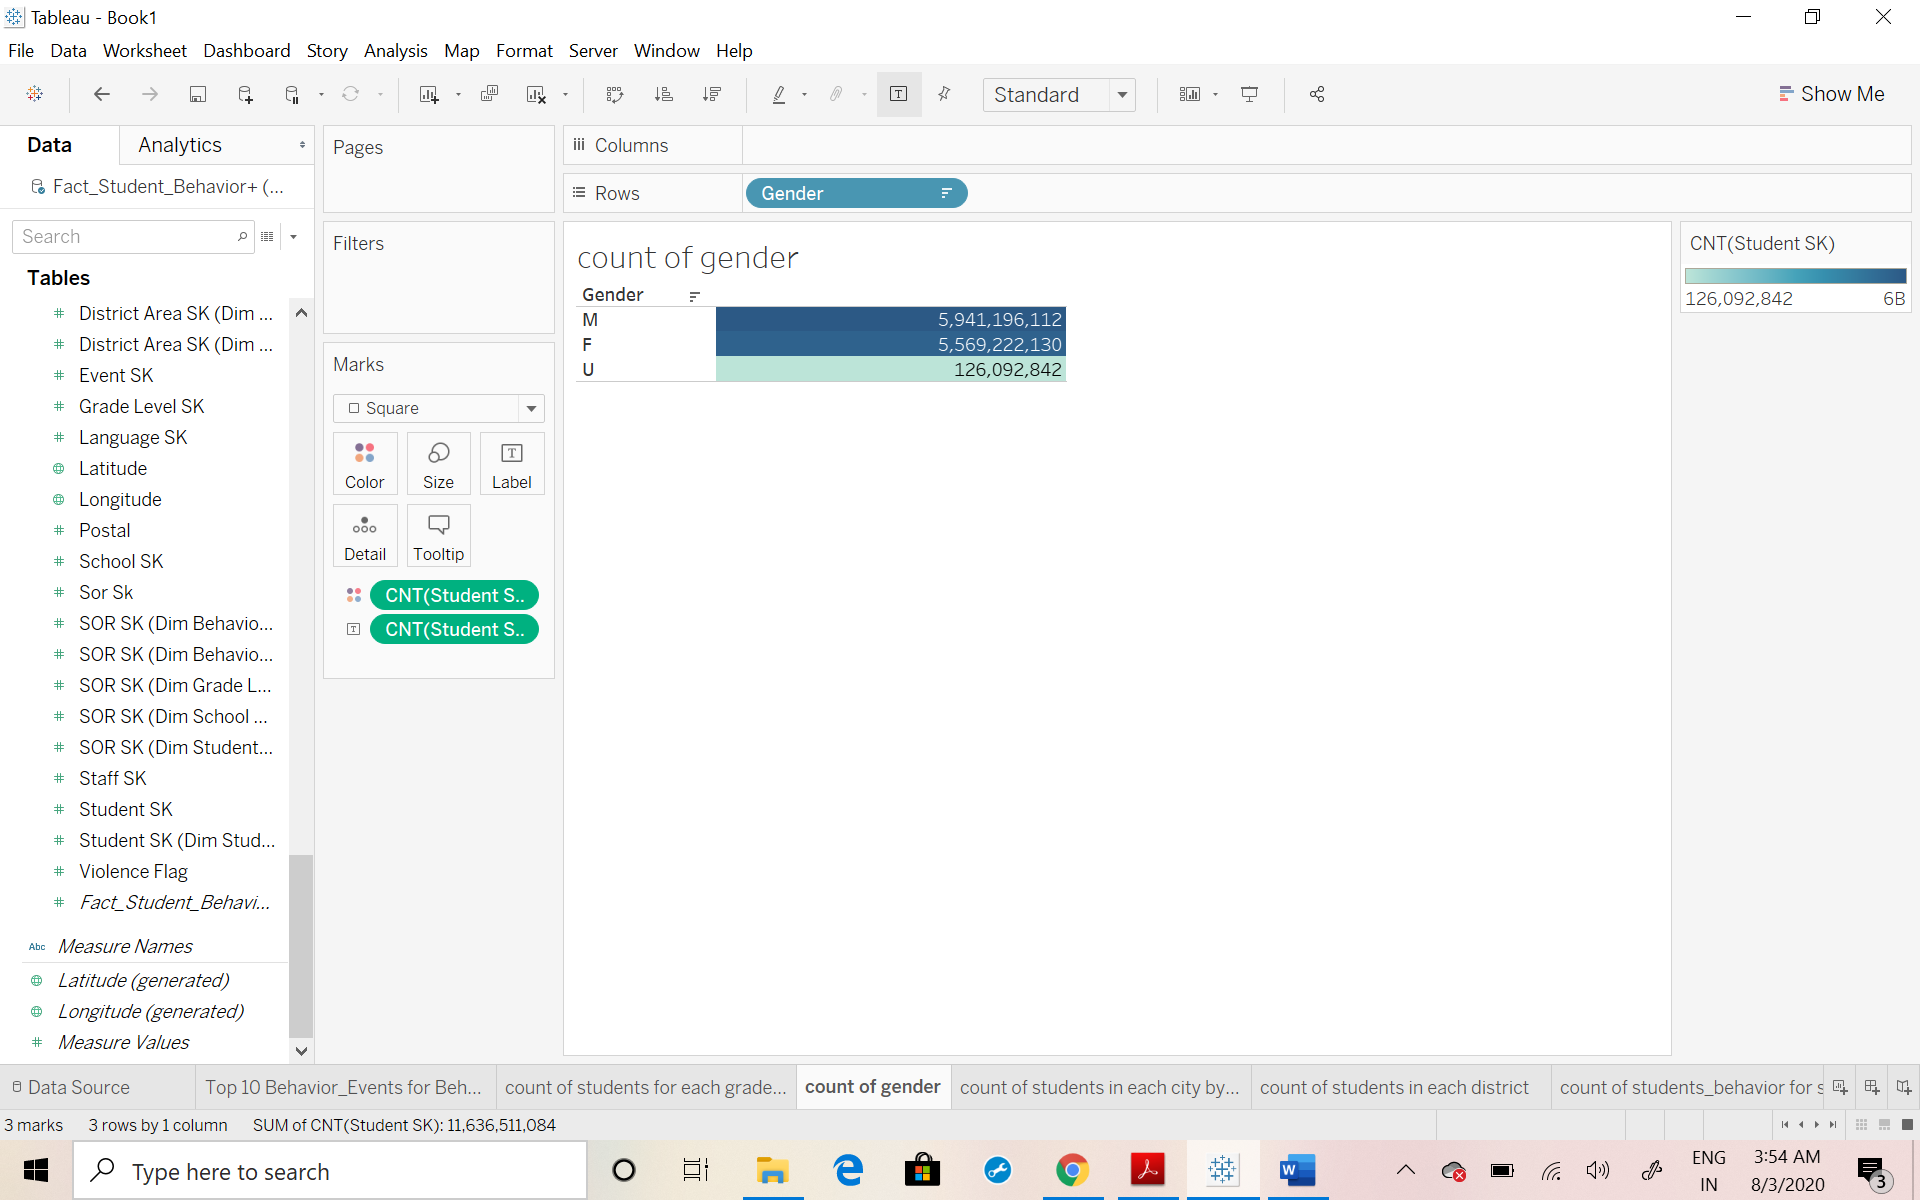 Tableau - Book1
File Data Worksheet Dashboard Story Analysis Map Format Server Window Help
Standard
Show Me
Data Analytics
Fact_Student_Behavior+ (...
Search
Tables
District Area SK (Dim ...
District Area SK (Dim ...
Event SK
Grade Level SK
Language SK
Latitude
Longitude
Postal
School SK
Sor Sk
SOR SK (Dim Behavio...
SOR SK (Dim Behavio...
SOR SK (Dim Grade L...
SOR SK (Dim School ...
SOR SK (Dim Student...
Staff SK
Student SK
Student SK (Dim Stud...
Violence Flag
Fact_Student_Behavi...
Abc Measure Names
Latitude (generated)
Longitude (generated)
Measure Values
Pages
Filters
Marks
Square
Color Size Label
Detail Tooltip
CNT(Student S..
CNT(Student S..
Columns
Rows Gender
count of gender
Gender
M 5,941,196,112
F 5,569,222,130
U 126,092,842
CNT(Student SK)
126,092,842 6B
Data Source Top 10 Behavior_Events for Beh... count of students for each grade... count of gender count of students in each city by... count of students in each district count of students_behavior for s
3 marks 3 rows by 1 column SUM of CNT(Student SK): 11,636,511,084
Type here to search
ENG
IN
3:54 AM
8/3/2020
3